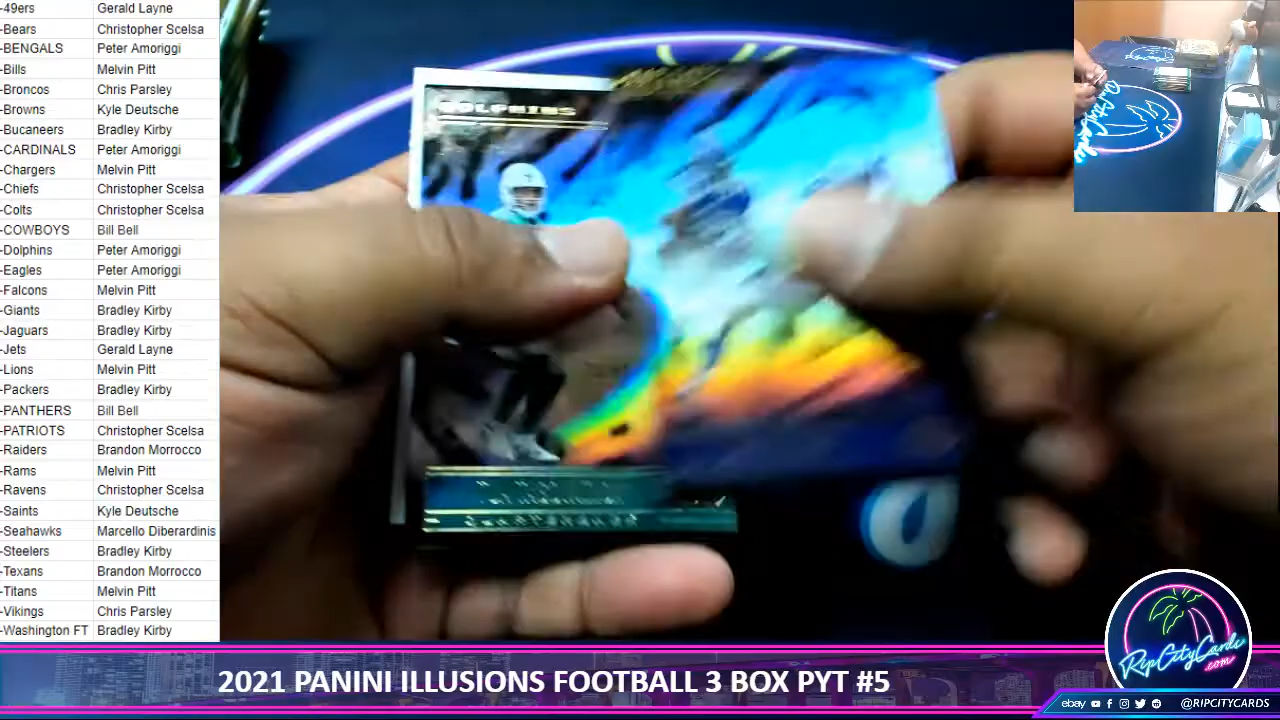 -49ers Gerald Layne
-Bears Christopher Scelsa
-BENGALS Peter Amoriggi
-Bills Melvin Pitt
-Broncos Chris Parsley
-Browns Kyle Deutsche
-Bucaneers Bradley Kirby
-CARDINALS Peter Amoriggi
-Chargers Melvin Pitt
-Chiefs Christopher Scelsa
-Colts Christopher Scelsa
-COWBOYS Bill Bell
-Dolphins Peter Amoriggi
-Eagles Peter Amoriggi
-Falcons Melvin Pitt
-Giants Bradley Kirby
-Jaguars Bradley Kirby
-Jets Gerald Layne
-Lions Melvin Pitt
-Packers Bradley Kirby
-PANTHERS Bill Bell
-PATRIOTS Christopher Scelsa
-Raiders Brandon Morrocco
-Rams Melvin Pitt
-Ravens Christopher Scelsa
-Saints Kyle Deutsche
-Seahawks Marcello Diberardinis
-Steelers Bradley Kirby
-Texans Brandon Morrocco
-Titans Melvin Pitt
-Vikings Chris Parsley
-Washington FT Bradley Kirby
DOLPHINS
RipCityCards
.com
2021 PANINI ILLUSIONS FOOTBALL 3 BOX PYT #5
ebay @RIPCITYCARDS